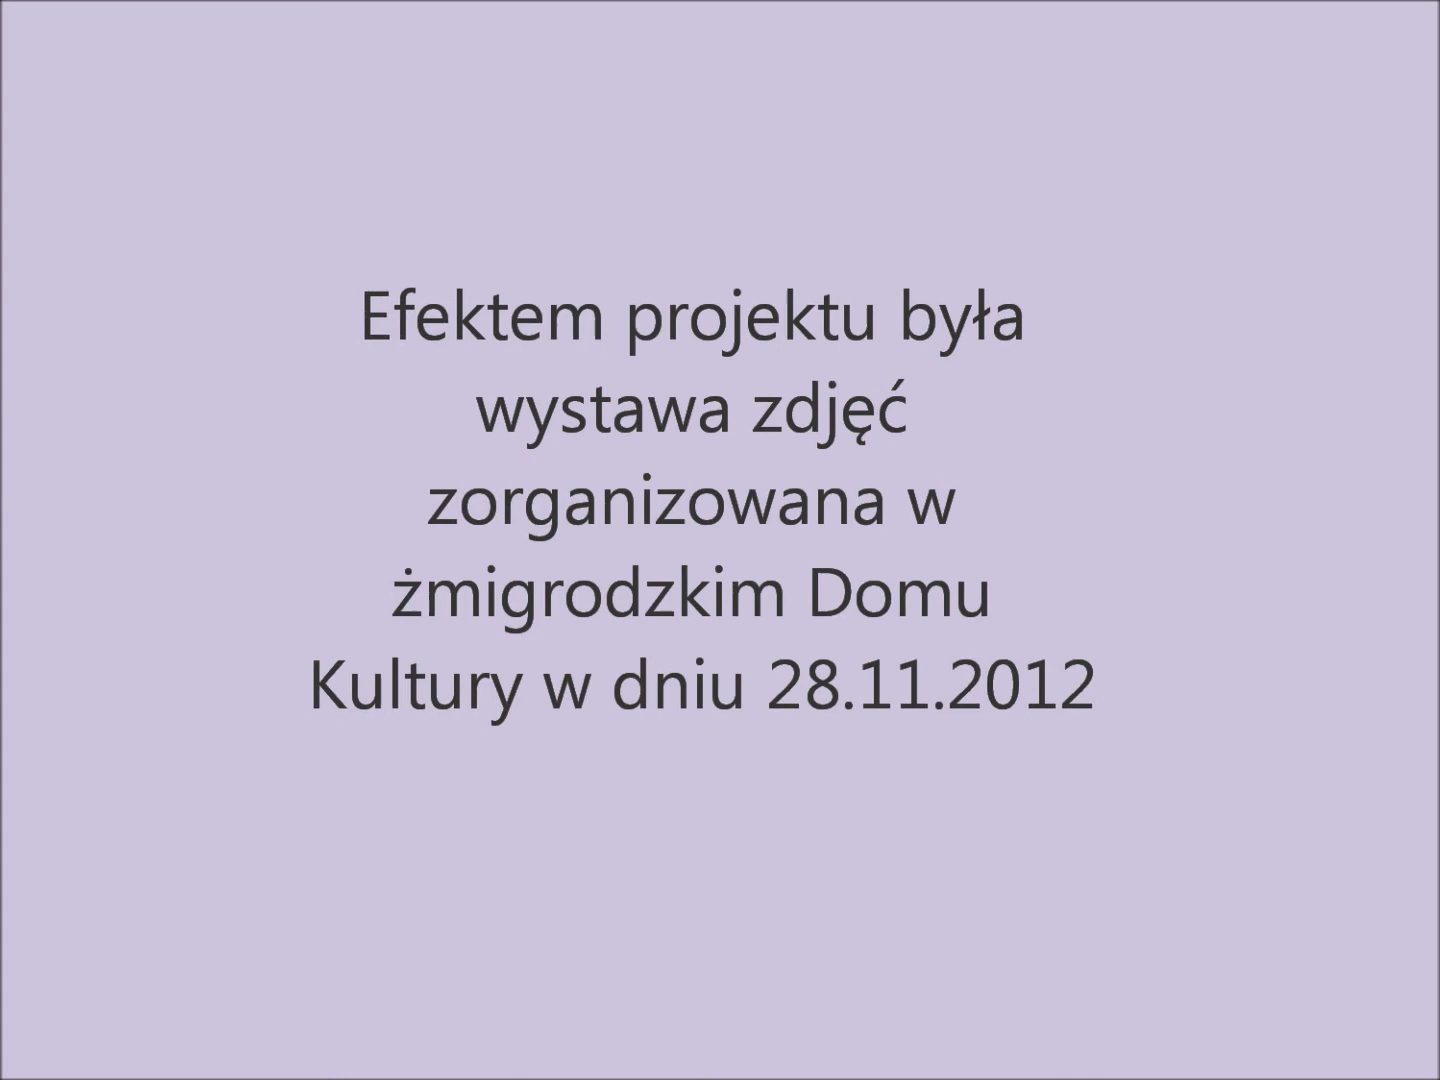 Efektem projektu była
wystawa zdjęć
zorganizowana w
żmigrodzkim Domu
Kultury w dniu 28.11.2012